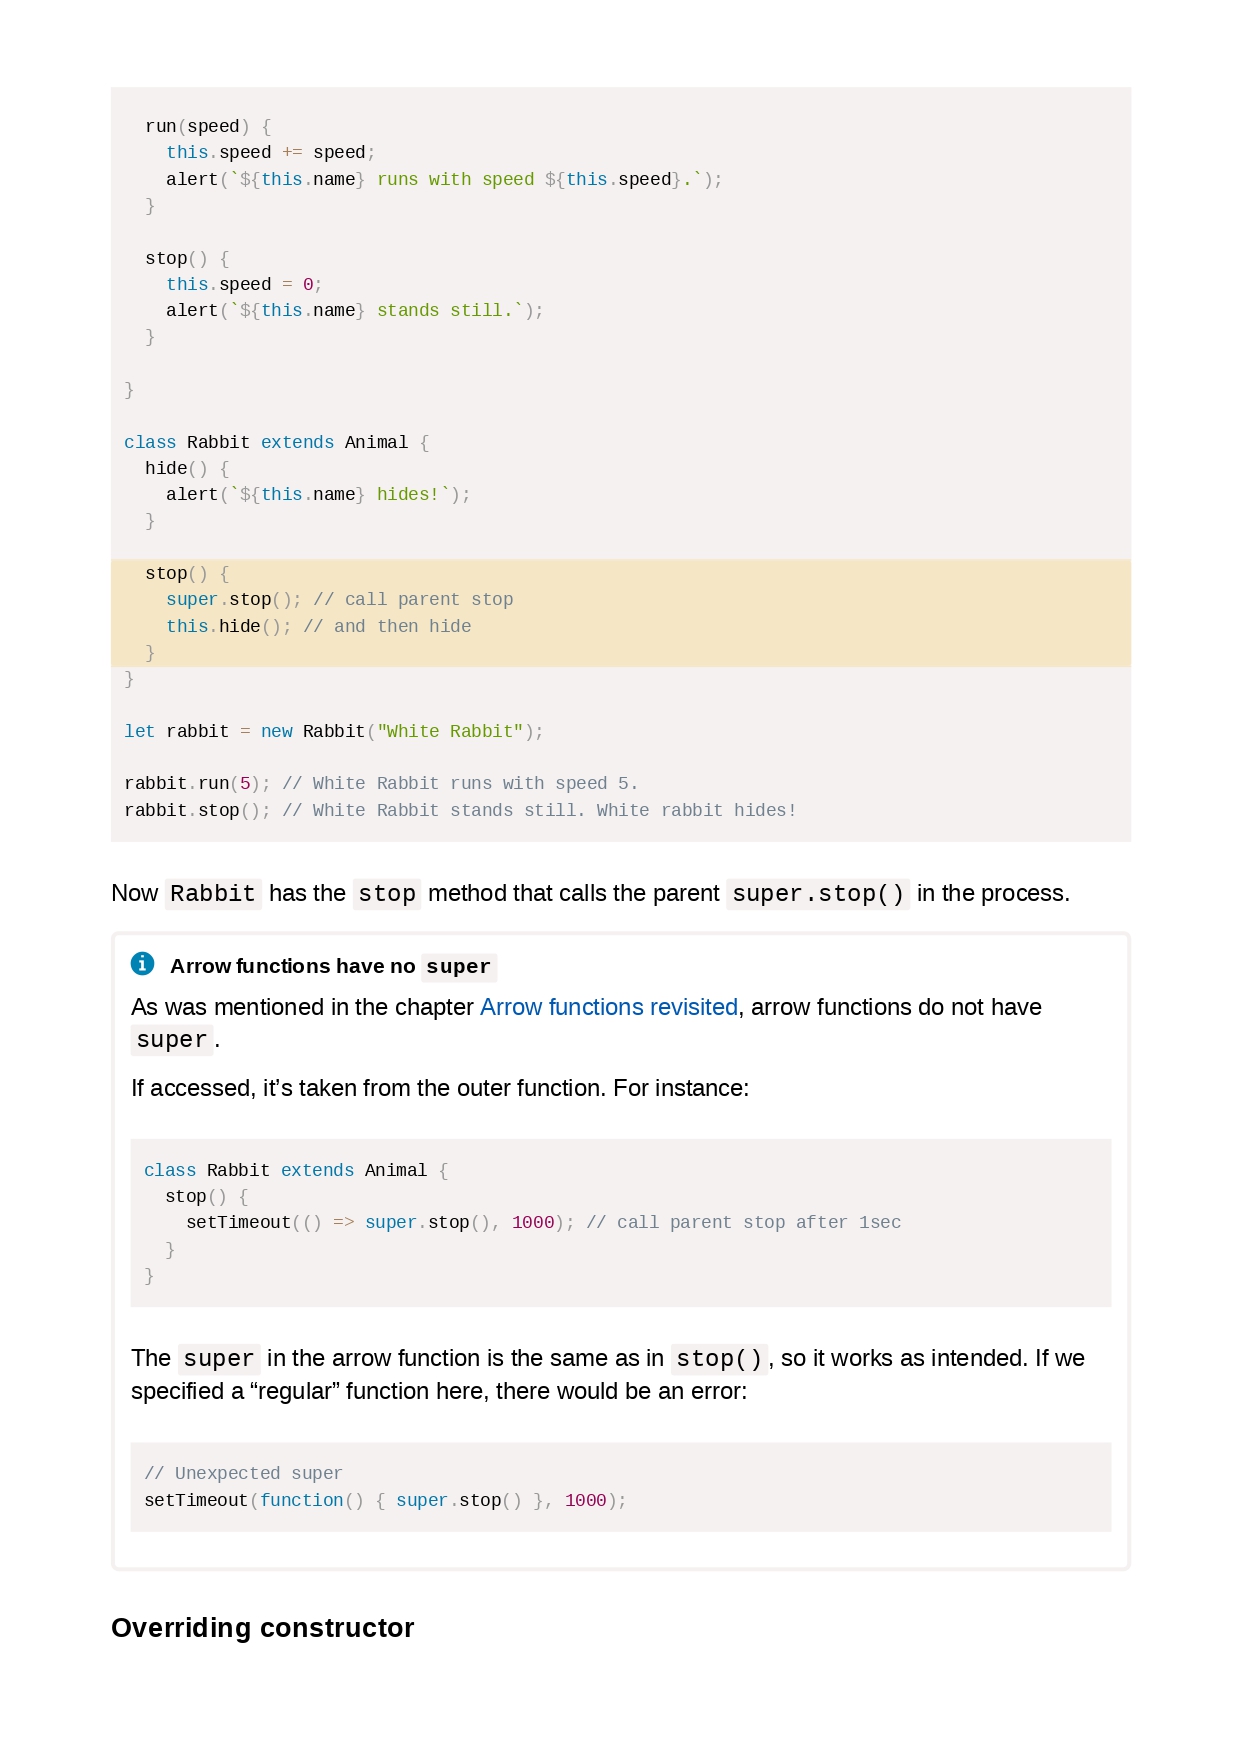 run(speed) {
    this.speed += speed;
    alert(`${this.name} runs with speed ${this.speed}.`);
  }

  stop() {
    this.speed = 0;
    alert(`${this.name} stands still.`);
  }

}

class Rabbit extends Animal {
  hide() {
    alert(`${this.name} hides!`);
  }

  stop() {
    super.stop(); // call parent stop
    this.hide(); // and then hide
  }
}

let rabbit = new Rabbit("White Rabbit");

rabbit.run(5); // White Rabbit runs with speed 5.
rabbit.stop(); // White Rabbit stands still. White rabbit hides!

Now Rabbit has the stop method that calls the parent super.stop() in the process.

Arrow functions have no super
As was mentioned in the chapter Arrow functions revisited, arrow functions do not have
super.
If accessed, it’s taken from the outer function. For instance:

class Rabbit extends Animal {
  stop() {
    setTimeout(() => super.stop(), 1000); // call parent stop after 1sec
  }
}

The super in the arrow function is the same as in stop(), so it works as intended. If we
specified a “regular” function here, there would be an error:

// Unexpected super
setTimeout(function() { super.stop() }, 1000);

Overriding constructor